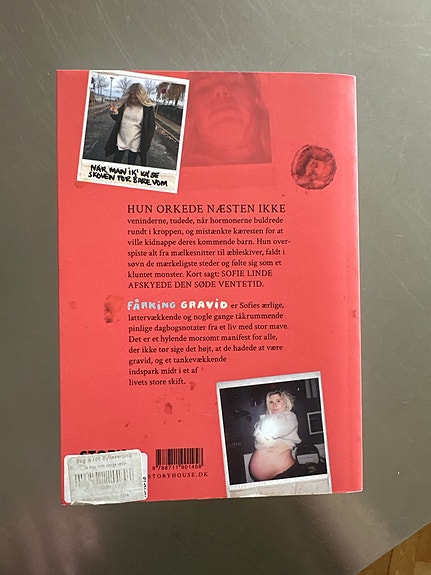 NÅR MAN IK' KAN SE
SKOVEN FOR BARE VOM
HUN ORKEDE NÆSTEN IKKE
veninderne, tudede, når hormonerne buldrede
rundt i kroppen, og mistænkte kæresten for at
ville kidnappe deres kommende barn. Hun over-
spiste alt fra mælkesnitter til æbleskiver, faldt i
søvn de mærkeligste steder og følte sig som et
kluntet monster. Kort sagt: SOFIE LINDE
AFSKYEDE DEN SØDE VENTETID.
FÅRKING GRAVID er Sofies ærlige,
lattervækkende og nogle gange tåkrummende
pinlige dagbogsnotater fra et liv med stor mave.
Det er et hylende morsomt manifest for alle,
der ikke tør sige det højt, at de hadede at være
gravid, og et tankevækkende
indspark midt i et af
livets store skift.
STORY
9788711901458
STORYHOUSE.DK